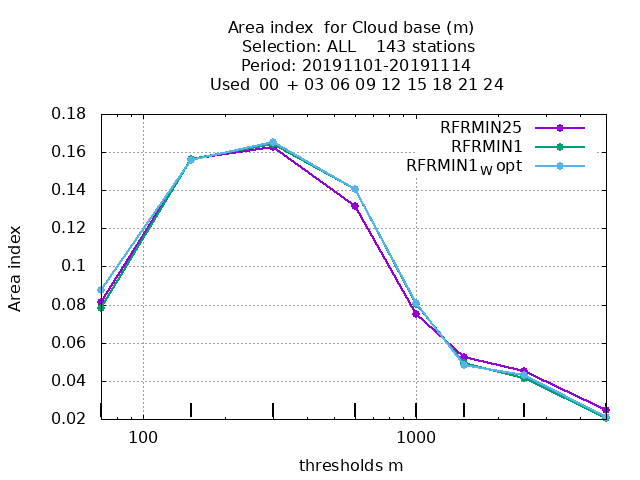 Area index  for Cloud base (m)
Selection: ALL    143 stations
Period: 20191101-20191114
Used  00 + 03 06 09 12 15 18 21 24
RFRMIN25
RFRMIN1
RFRMIN1W opt
0.18
0.16
0.14
0.12
0.1
0.08
0.06
0.04
0.02
Area index
100
1000
thresholds m